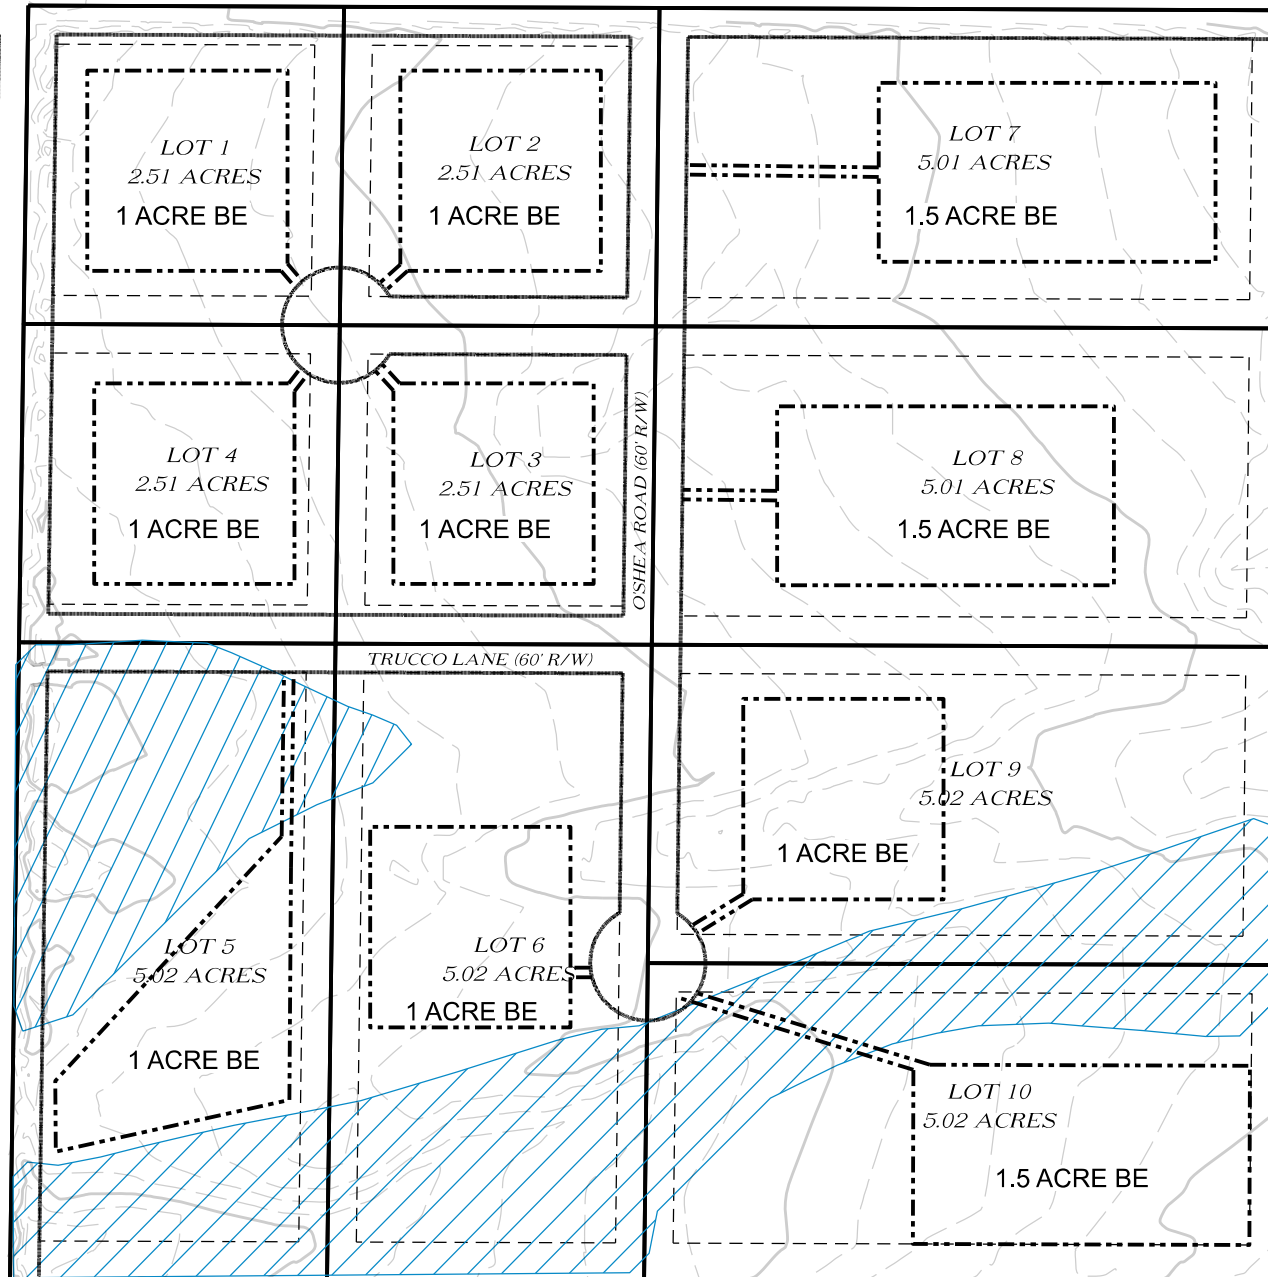 LOT 1
2.51 ACRES
1 ACRE BE
LOT 2
2.51 ACRES
1 ACRE BE
LOT 7
5.01 ACRES
1.5 ACRE BE
LOT 4
2.51 ACRES
1 ACRE BE
LOT 3
2.51 ACRES
1 ACRE BE
O'SHEA ROAD (60' R/W)
LOT 8
5.01 ACRES
1.5 ACRE BE
TRUCCO LANE (60' R/W)
LOT 9
5.02 ACRES
1 ACRE BE
LOT 5
5.02 ACRES
1 ACRE BE
LOT 6
5.02 ACRES
1 ACRE BE
LOT 10
5.02 ACRES
1.5 ACRE BE